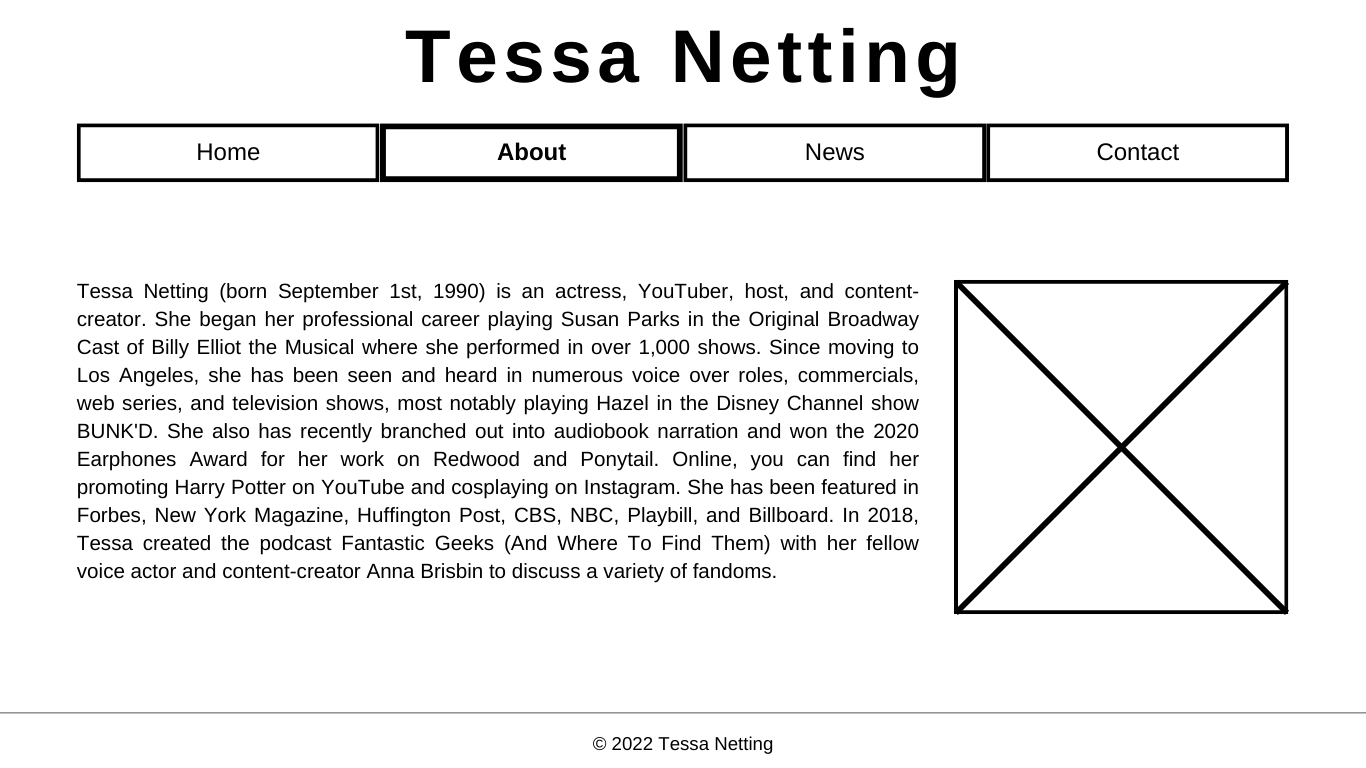 Tessa Netting
Home
About
News
Contact
Tessa Netting (born September 1st, 1990) is an actress, YouTuber, host, and content-
creator. She began her professional career playing Susan Parks in the Original Broadway
Cast of Billy Elliot the Musical where she performed in over 1,000 shows. Since moving to
Los Angeles, she has been seen and heard in numerous voice over roles, commercials,
web series, and television shows, most notably playing Hazel in the Disney Channel show
BUNK'D. She also has recently branched out into audiobook narration and won the 2020
Earphones Award for her work on Redwood and Ponytail. Online, you can find her
promoting Harry Potter on YouTube and cosplaying on Instagram. She has been featured in
Forbes, New York Magazine, Huffington Post, CBS, NBC, Playbill, and Billboard. In 2018,
Tessa created the podcast Fantastic Geeks (And Where To Find Them) with her fellow
voice actor and content-creator Anna Brisbin to discuss a variety of fandoms.
© 2022 Tessa Netting